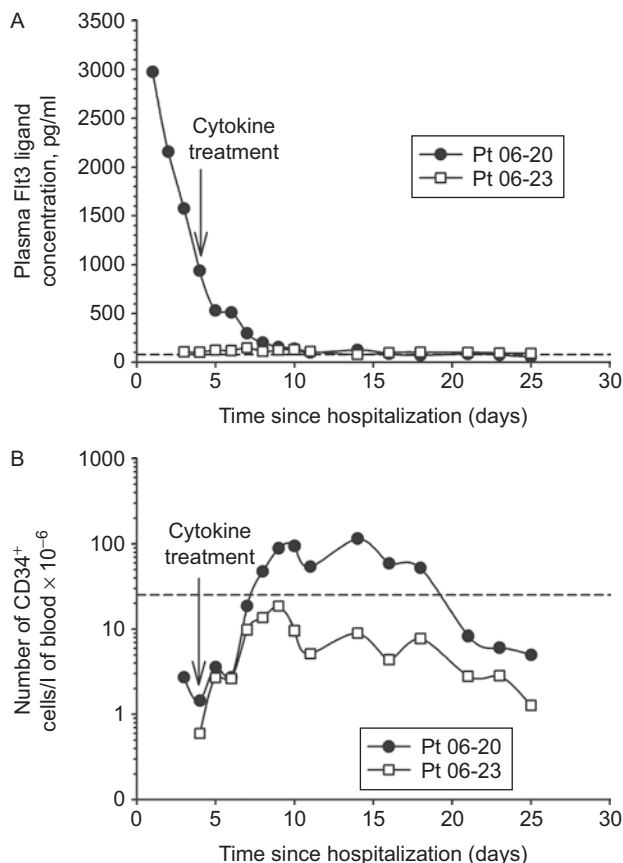 A
Plasma Flt3 ligand
concentration, pg/ml
3500
3000
2500
2000
1500
1000
500
0
Cytokine
treatment
Pt 06-20
Pt 06-23
0 5 10 15 20 25 30
Time since hospitalization (days)
B
Number of CD34⁺
cells/l of blood × 10⁻⁶
1000
100
10
1
0
Cytokine
treatment
Pt 06-20
Pt 06-23
0 5 10 15 20 25 30
Time since hospitalization (days)